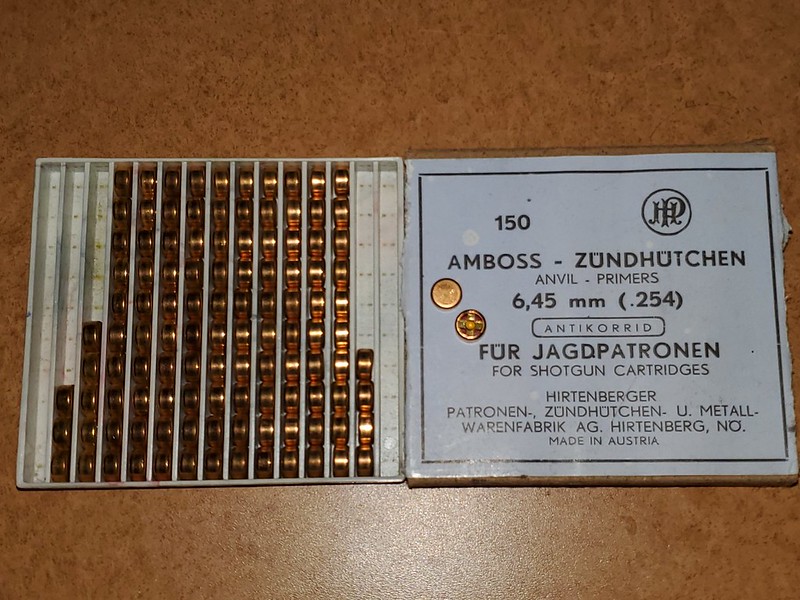 150
HP
AMBOSS - ZÜNDHÜTCHEN
ANVIL - PRIMERS
6,45 mm (.254)
ANTIKORRID
FÜR JAGDPATRONEN
FOR SHOTGUN CARTRIDGES
HIRTENBERGER
PATRONEN-, ZÜNDHÜTCHEN- U. METALL-
WARENFABRIK AG. HIRTENBERG, NÖ.
MADE IN AUSTRIA